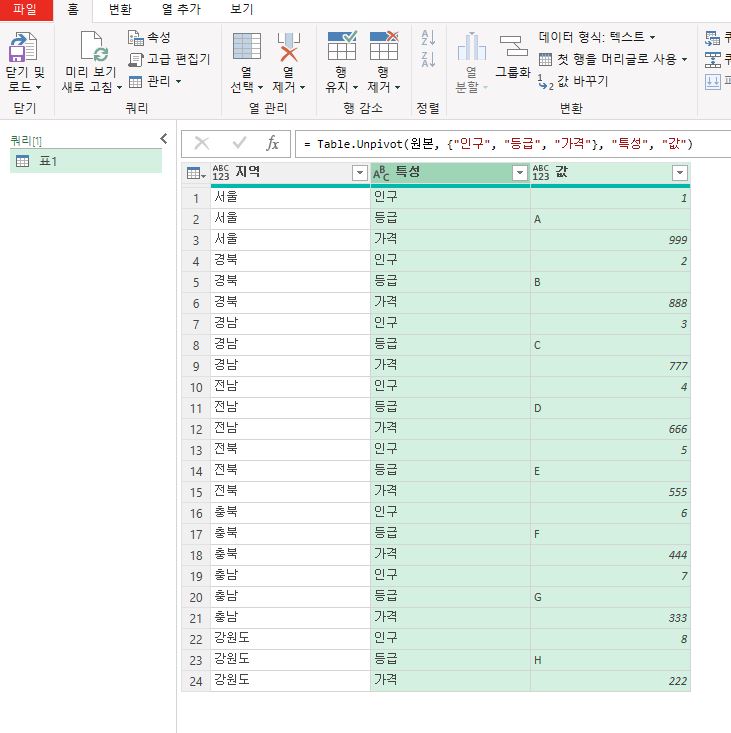 파일 홈 변환 열 추가 보기
닫기 및
로드
닫기
미리 보기
새로 고침
속성
고급 편집기
관리
쿼리
열
선택
열
제거
열 관리
행
유지
행
제거
행 감소
A
Z
Z
A
정렬
열
분할
그룹화
데이터 형식: 텍스트
첫 행을 머리글로 사용
1
2
값 바꾸기
변환
쿼리[1]
표1
fx
= Table.Unpivot(원본, {"인구", "등급", "가격"}, "특성", "값")
ABC
123
지역
A
B
C
특성
ABC
123
값
1 서울 인구 1
2 서울 등급 A
3 서울 가격 999
4 경북 인구 2
5 경북 등급 B
6 경북 가격 888
7 경남 인구 3
8 경남 등급 C
9 경남 가격 777
10 전남 인구 4
11 전남 등급 D
12 전남 가격 666
13 전북 인구 5
14 전북 등급 E
15 전북 가격 555
16 충북 인구 6
17 충북 등급 F
18 충북 가격 444
19 충남 인구 7
20 충남 등급 G
21 충남 가격 333
22 강원도 인구 8
23 강원도 등급 H
24 강원도 가격 222